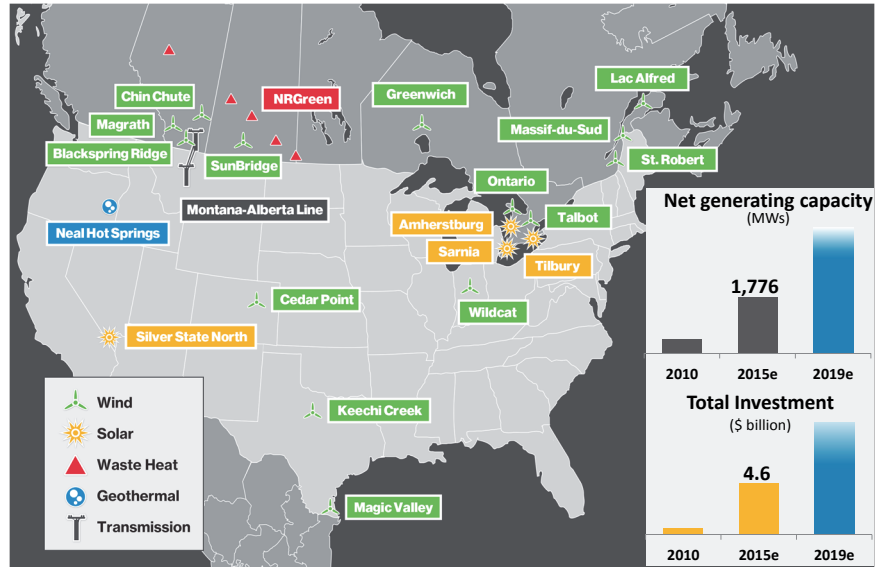 Lac Alfred
Chin Chute
NRGreen
Greenwich
Magrath
Massif-du-Sud
Blackspring Ridge
SunBridge
St. Robert
Ontario
Montana-Alberta Line
Amherstburg
Talbot
Neal Hot Springs
Sarnia
Tilbury
Cedar Point
Wildcat
Silver State North
Keechi Creek
Magic Valley
Wind
Solar
Waste Heat
Geothermal
Transmission
Net generating capacity
(MWs)
1,776
2010 2015e 2019e
Total Investment
($ billion)
4.6
2010 2015e 2019e